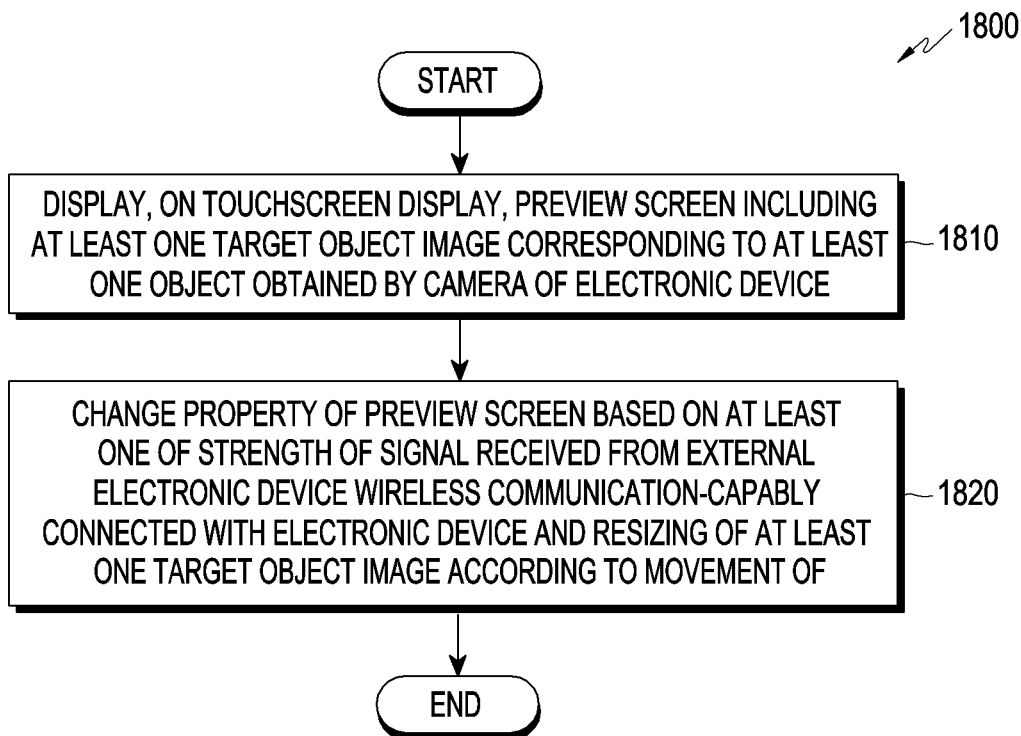 1800
START
DISPLAY, ON TOUCHSCREEN DISPLAY, PREVIEW SCREEN INCLUDING
AT LEAST ONE TARGET OBJECT IMAGE CORRESPONDING TO AT LEAST
ONE OBJECT OBTAINED BY CAMERA OF ELECTRONIC DEVICE
1810
CHANGE PROPERTY OF PREVIEW SCREEN BASED ON AT LEAST
ONE OF STRENGTH OF SIGNAL RECEIVED FROM EXTERNAL
ELECTRONIC DEVICE WIRELESS COMMUNICATION-CAPABLY
CONNECTED WITH ELECTRONIC DEVICE AND RESIZING OF AT LEAST
ONE TARGET OBJECT IMAGE ACCORDING TO MOVEMENT OF
1820
END